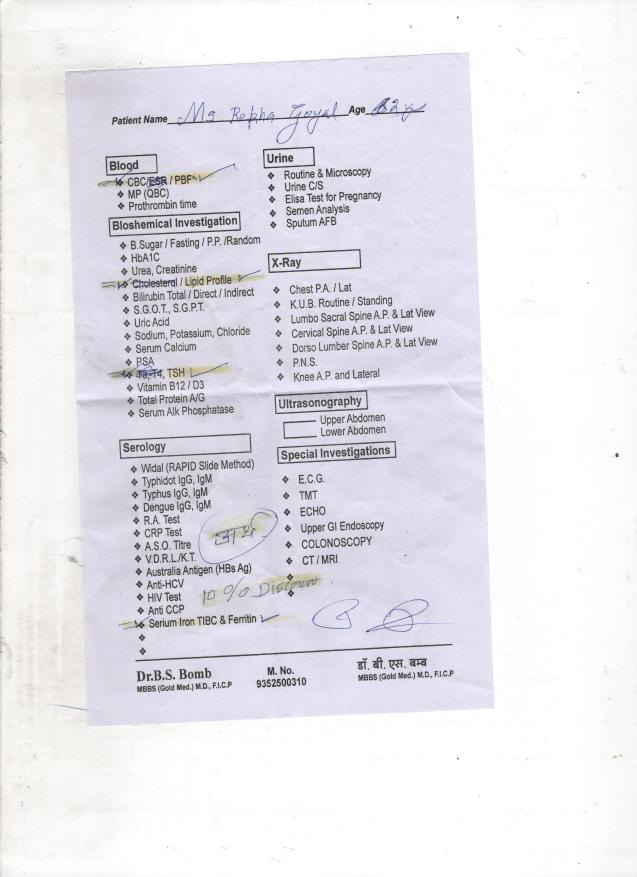 Patient Name Ms Rekha Goyal Age
Blood
❖ CBC/ESR / PBF
❖ MP (QBC)
❖ Prothrombin time
Bloshemical Investigation
❖ B.Sugar / Fasting / P.P. /Random
❖ HbA1C
❖ Urea, Creatinine
❖ Cholesterol / Lipid Profile
❖ Bilirubin Total / Direct / Indirect
❖ S.G.O.T., S.G.P.T.
❖ Uric Acid
❖ Sodium, Potassium, Chloride
❖ Serum Calcium
❖ PSA
❖ T3, T4, TSH
❖ Vitamin B12 / D3
❖ Total Protein A/G
❖ Serum Alk Phosphatase
Serology
❖ Widal (RAPID Slide Method)
❖ Typhidot IgG, IgM
❖ Typhus IgG, IgM
❖ Dengue IgG, IgM
❖ R.A. Test
❖ CRP Test
❖ A.S.O. Titre
❖ V.D.R.L./K.T.
❖ Australia Antigen (HBs Ag)
❖ Anti-HCV
❖ HIV Test
❖ Anti CCP
❖ Serium Iron TIBC & Ferritin
10 % Discount
Urine
❖ Routine & Microscopy
❖ Urine C/S
❖ Elisa Test for Pregnancy
❖ Semen Analysis
❖ Sputum AFB
X-Ray
❖ Chest P.A. / Lat
❖ K.U.B. Routine / Standing
❖ Lumbo Sacral Spine A.P. & Lat View
❖ Cervical Spine A.P. & Lat View
❖ Dorso Lumber Spine A.P. & Lat View
❖ P.N.S.
❖ Knee A.P. and Lateral
Ultrasonography
Upper Abdomen
Lower Abdomen
Special Investigations
❖ E.C.G.
❖ TMT
❖ ECHO
❖ Upper GI Endoscopy
❖ COLONOSCOPY
❖ CT / MRI
Dr.B.S. Bomb
MBBS (Gold Med.) M.D., F.I.C.P
M. No.
9352500310
डॉ. बी. एस. बम्ब
MBBS (Gold Med.) M.D., F.I.C.P